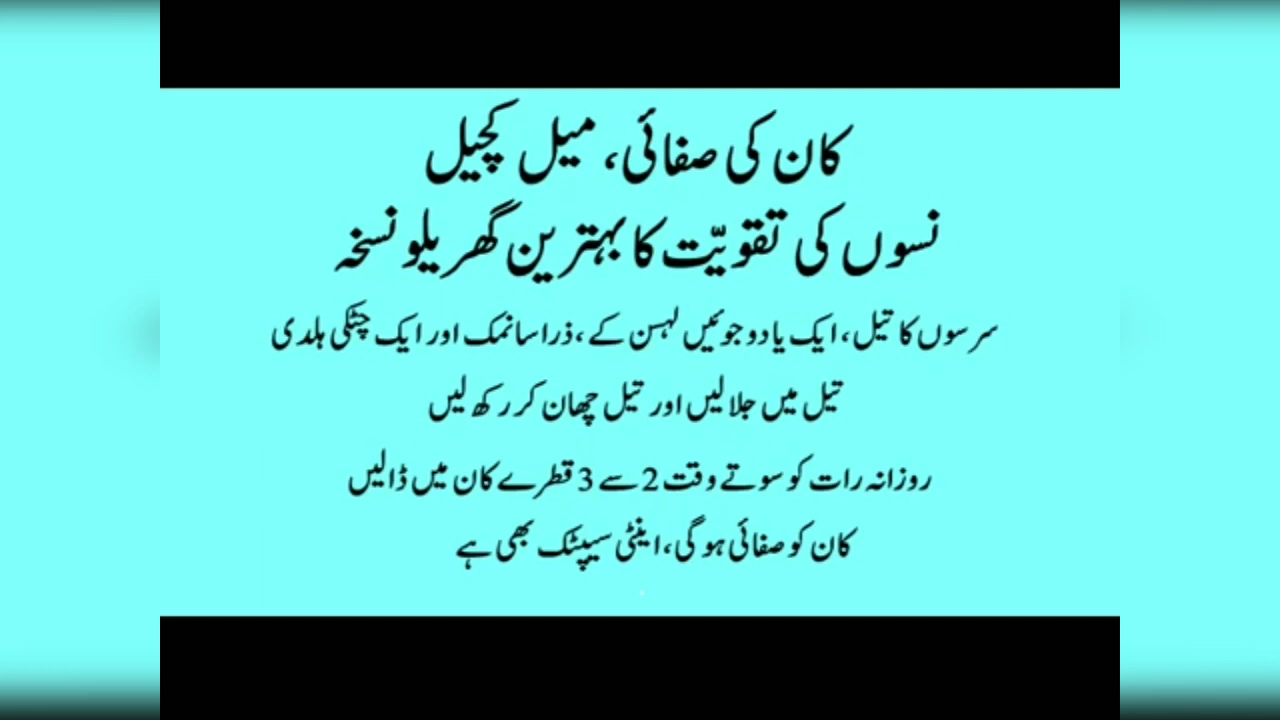 کان کی صفائی، میل کچیل
نسوں کی تقویّت کا بہترین گھریلو نسخہ
سرسوں کا تیل، ایک یا دو جوئیں لہسن کے، ذرا سا نمک اور ایک چٹکی ہلدی
تیل میں جلا لیں اور تیل چھان کر رکھ لیں
روزانہ رات کو سوتے وقت 2 سے 3 قطرے کان میں ڈالیں
کان کو صفائی ہو گی، اینٹی سیپٹک بھی ہے